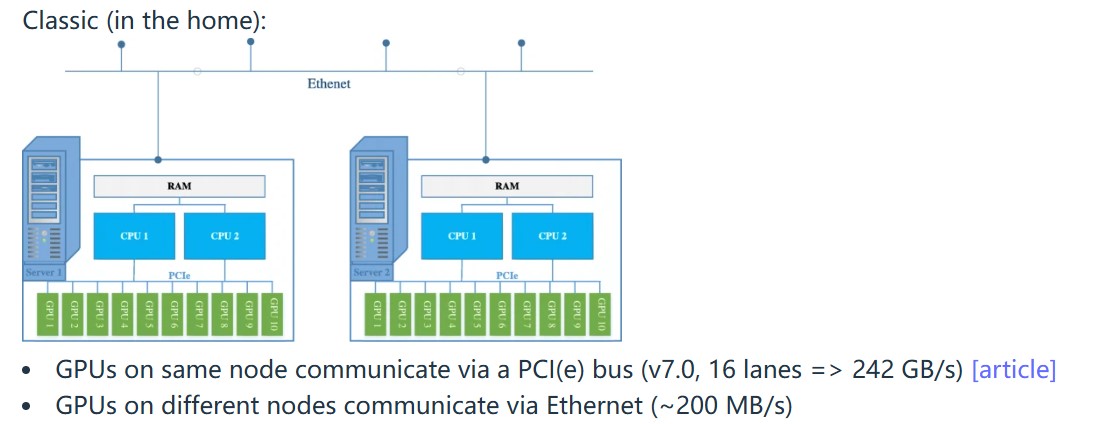 Classic (in the home):
Ethenet
RAM
CPU 1
CPU 2
Server 1
PCIe
GPU 1
GPU 2
GPU 3
GPU 4
GPU 5
GPU 6
GPU 7
GPU 8
GPU 9
GPU 10
RAM
CPU 1
CPU 2
Server 2
PCIe
GPU 1
GPU 2
GPU 3
GPU 4
GPU 5
GPU 6
GPU 7
GPU 8
GPU 9
GPU 10
• GPUs on same node communicate via a PCI(e) bus (v7.0, 16 lanes => 242 GB/s) [article]
• GPUs on different nodes communicate via Ethernet (~200 MB/s)